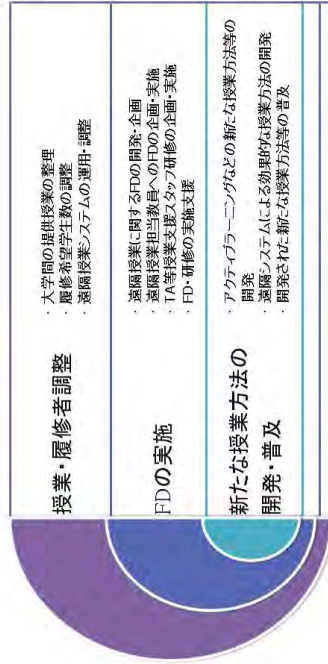 授業・履修者調整
・大学間の提供授業の整理
・履修希望学生数の調整
・遠隔授業システムの運用・調整
FDの実施
・遠隔授業に関するFDの開発・企画
・遠隔授業担当教員へのFDの企画・実施
・TA等授業支援スタッフ研修の企画・実施
・FD・研修の実施支援
新たな授業方法の
開発・普及
・アクティブラーニングなどの新たな授業方法等の
開発
・遠隔システムによる効果的な授業方法の開発
・開発された新たな授業方法等の普及